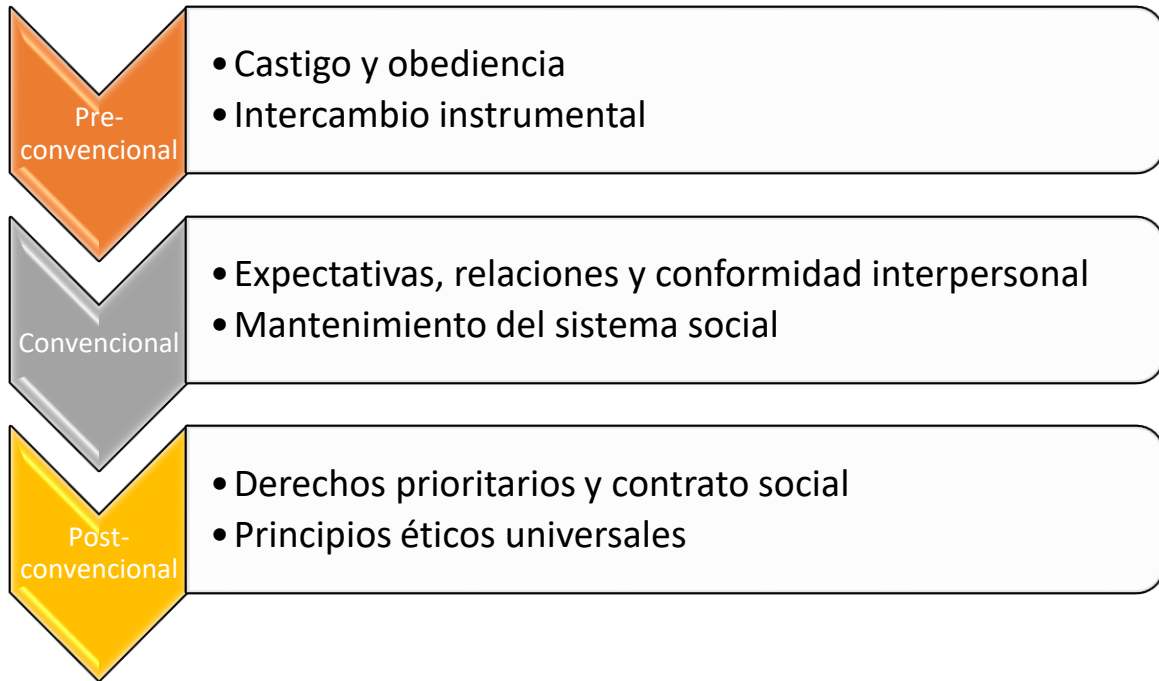 Pre-
convencional
• Castigo y obediencia
• Intercambio instrumental
Convencional
• Expectativas, relaciones y conformidad interpersonal
• Mantenimiento del sistema social
Post-
convencional
• Derechos prioritarios y contrato social
• Principios éticos universales